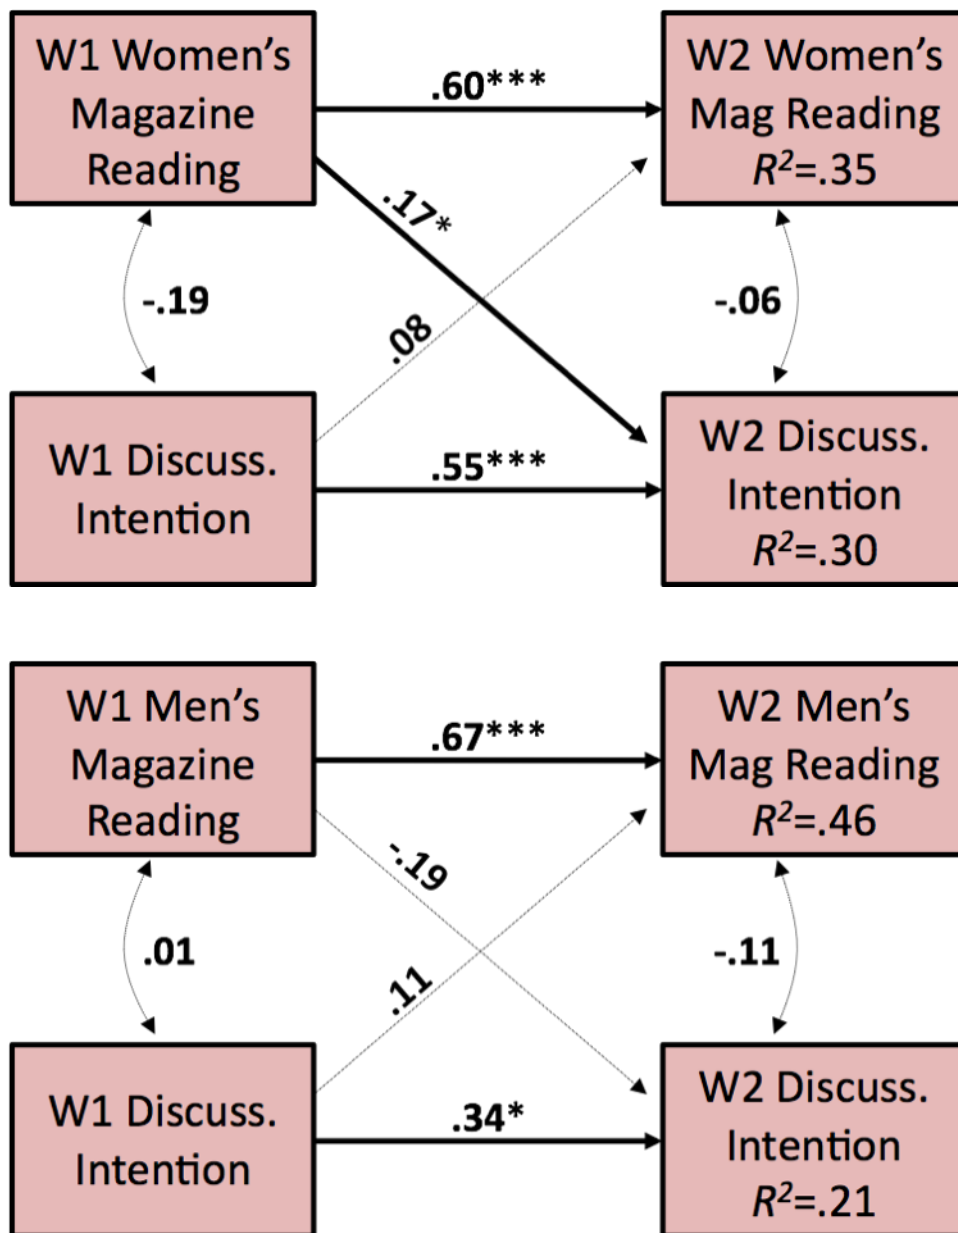 W1 Women’s
Magazine
Reading
.60***
W2 Women’s
Mag Reading
R²=.35
.17*
-.19
.08
-.06
W1 Discuss.
Intention
.55***
W2 Discuss.
Intention
R²=.30
W1 Men’s
Magazine
Reading
.67***
W2 Men’s
Mag Reading
R²=.46
-.19
.01
.11
-.11
W1 Discuss.
Intention
.34*
W2 Discuss.
Intention
R²=.21